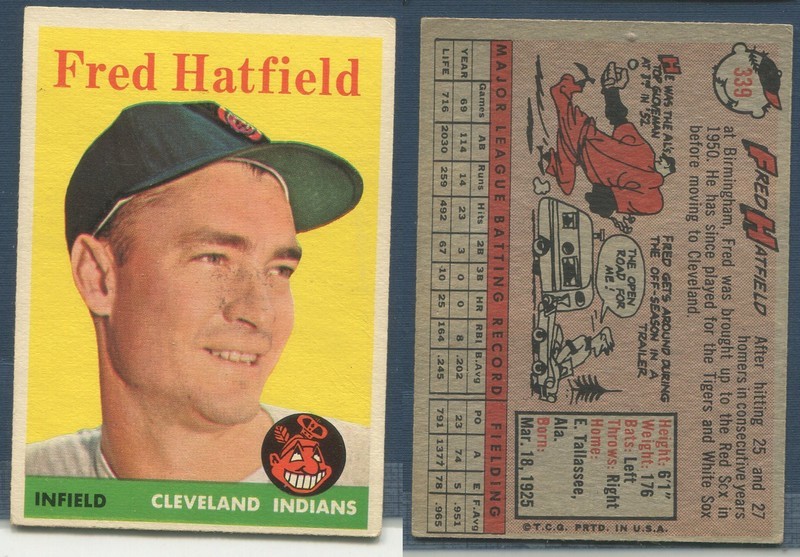 Fred Hatfield
INFIELD
CLEVELAND INDIANS
339
FRED HATFIELD
After hitting 25 and 27
homers in consecutive years
at Birmingham, Fred was brought up to the Red Sox in
1950. He has since played for the Tigers and White Sox
before moving to Cleveland.
Height: 6'1"
Weight: 176
Bats: Left
Throws: Right
Home:
E. Tallassee,
Ala.
Born:
Mar. 18, 1925
HE WAS THE A.L.'S
TOP GLOVEMAN
AT 3rd IN '52.
FRED GETS AROUND DURING
THE OFF-SEASON IN A
TRAILER.
THE OPEN
ROAD FOR
ME!
MAJOR LEAGUE BATTING RECORD FIELDING
Games AB Runs Hits 2B 3B HR RBI B.Avg PO A E F.Avg
YEAR 69 114 14 23 3 0 0 8 .202 23 74 5 .951
LIFE 716 2030 259 492 67 10 25 164 .245 791 1377 78 .965
©T.C.G. PRTD. IN U.S.A.